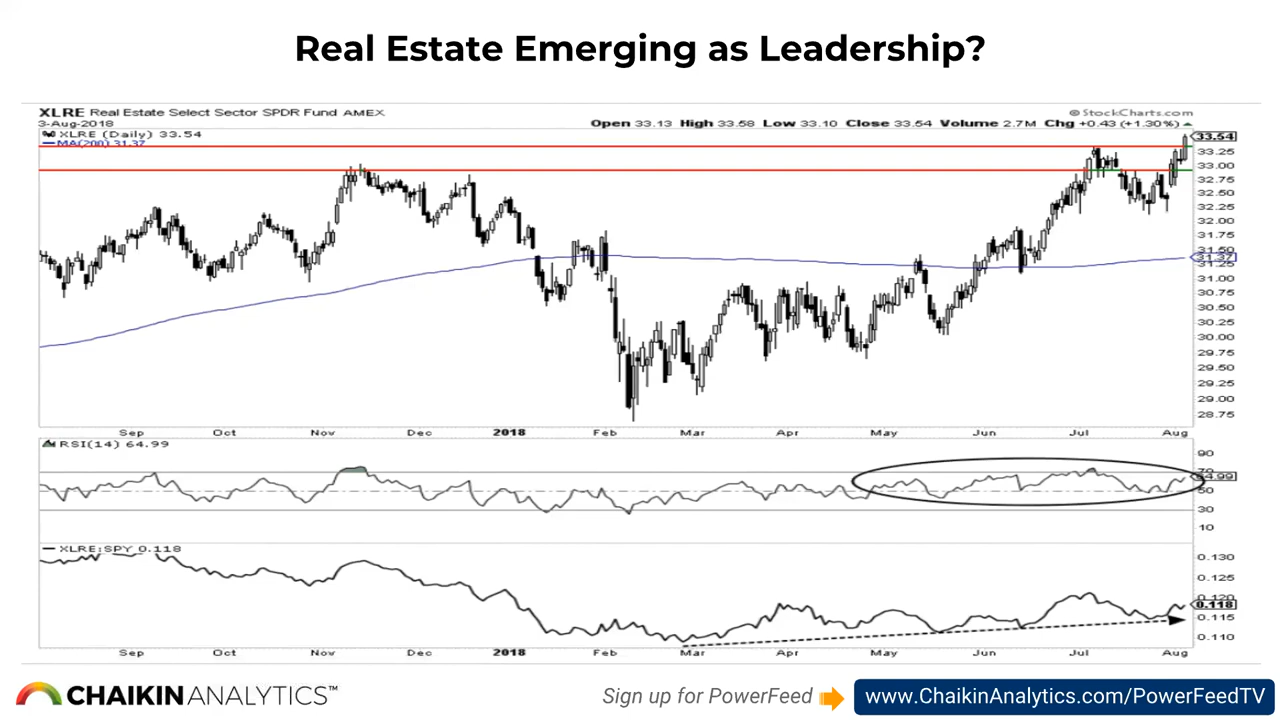 Real Estate Emerging as Leadership?
XLRE Real Estate Select Sector SPDR Fund AMEX
© StockCharts.com
3-Aug-2018
Open 33.13 High 33.58 Low 33.10 Close 33.54 Volume 2.7M Chg +0.43 (+1.30%)
XLRE (Daily) 33.54
MA(200) 31.37
33.54
33.25
33.00
32.75
32.50
32.25
32.00
31.75
31.50
31.37
31.25
31.00
30.75
30.50
30.25
30.00
29.75
29.50
29.25
29.00
28.75
Sep Oct Nov Dec 2018 Feb Mar Apr May Jun Jul Aug
RSI(14) 64.99
90
70
64.99
50
30
10
XLRE:SPY 0.118
0.130
0.125
0.120
0.118
0.115
0.110
Sep Oct Nov Dec 2018 Feb Mar Apr May Jun Jul Aug
CHAIKIN ANALYTICS™
Sign up for PowerFeed
www.ChaikinAnalytics.com/PowerFeedTV